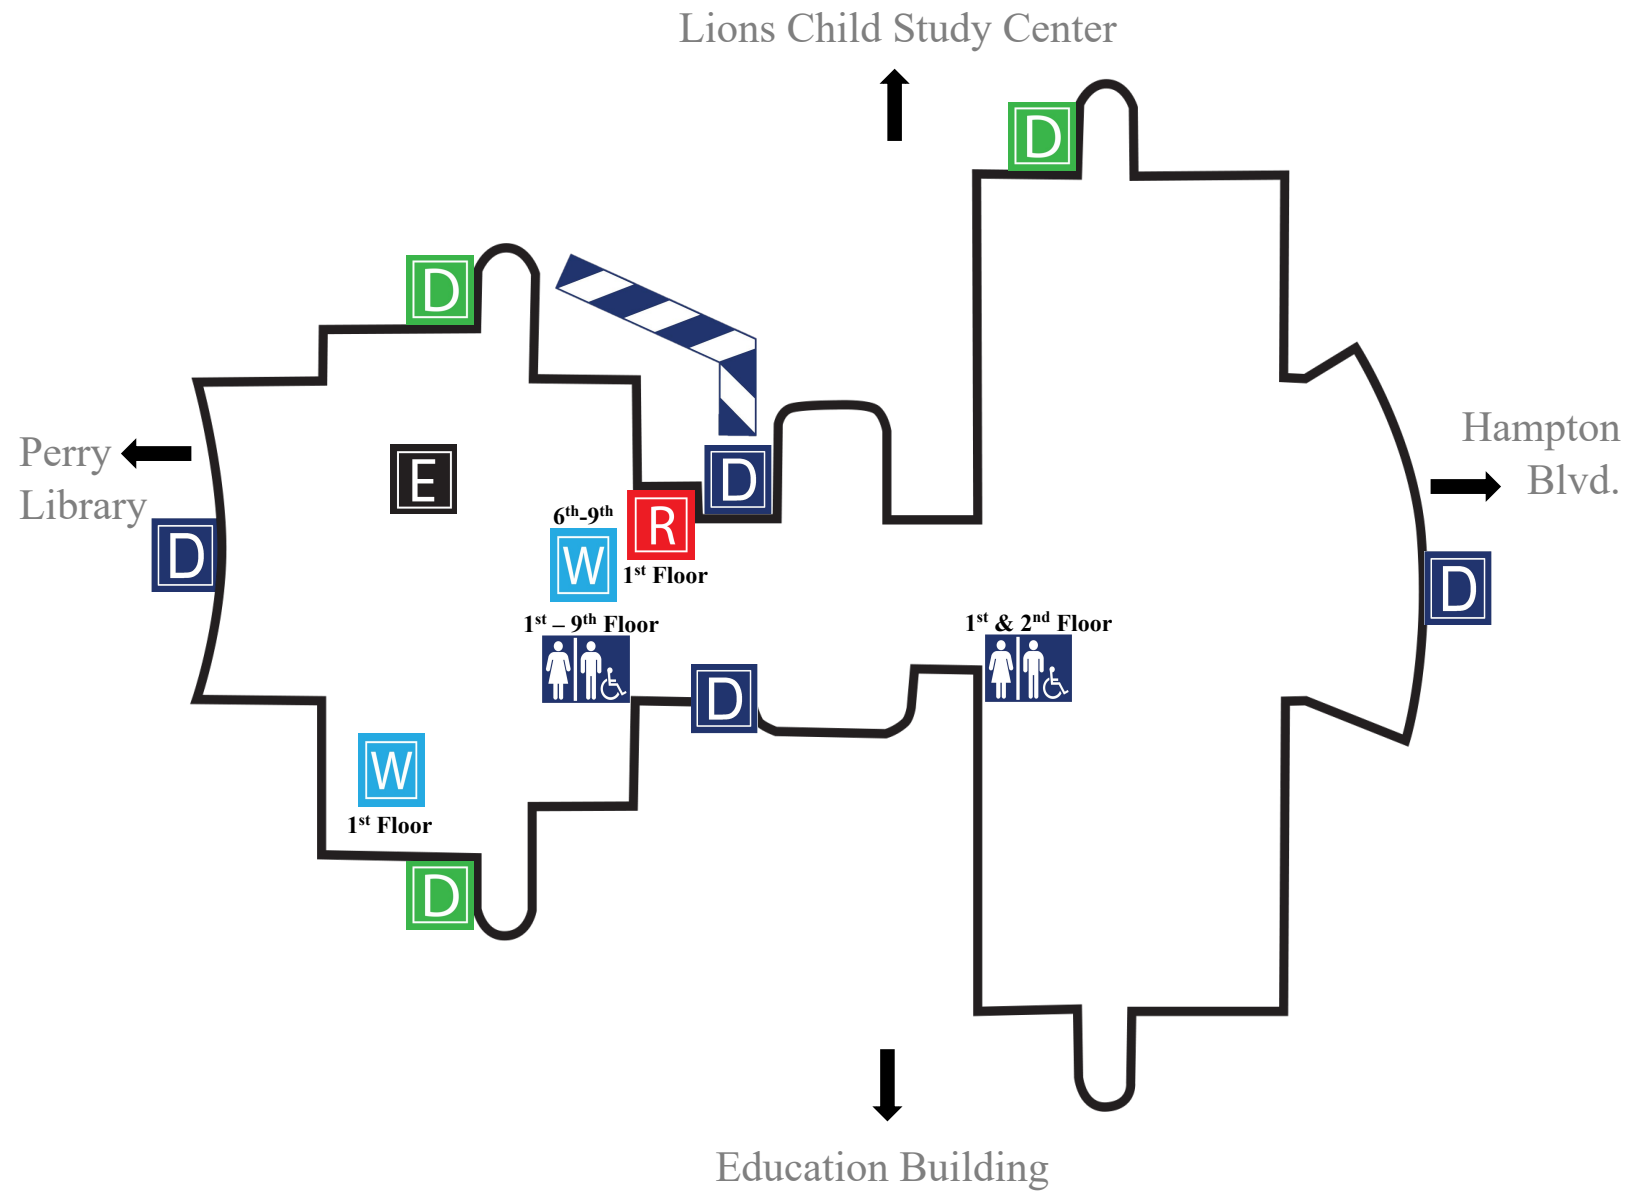 Lions Child Study Center
D
D
Hampton
Blvd.
Perry
Library
E
D
6th-9th
R
W
1st Floor
D
D
1st – 9th Floor
1st & 2nd Floor
D
W
1st Floor
D
Education Building